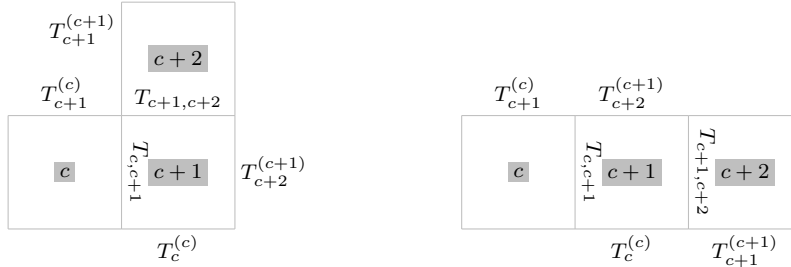 T_{c+1}^{(c+1)}
c + 2
T_{c+1}^{(c)}
T_{c+1,c+2}
c
T_{c,c+1}
c + 1
T_{c+2}^{(c+1)}
T_c^{(c)}
T_{c+1}^{(c)}
T_{c+2}^{(c+1)}
c
T_{c,c+1}
c + 1
T_{c+1,c+2}
c + 2
T_c^{(c)}
T_{c+1}^{(c+1)}